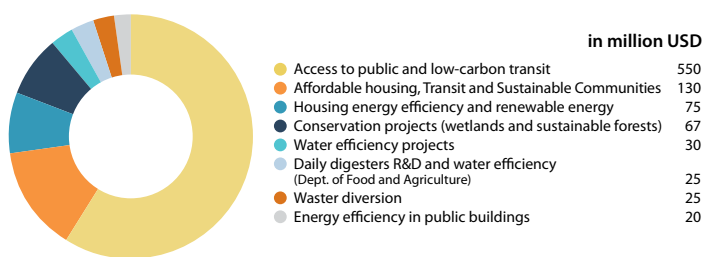 in million USD
Access to public and low-carbon transit 550
Affordable housing, Transit and Sustainable Communities 130
Housing energy efficiency and renewable energy 75
Conservation projects (wetlands and sustainable forests) 67
Water efficiency projects 30
Daily digesters R&D and water efficiency
(Dept. of Food and Agriculture) 25
Waster diversion 25
Energy efficiency in public buildings 20